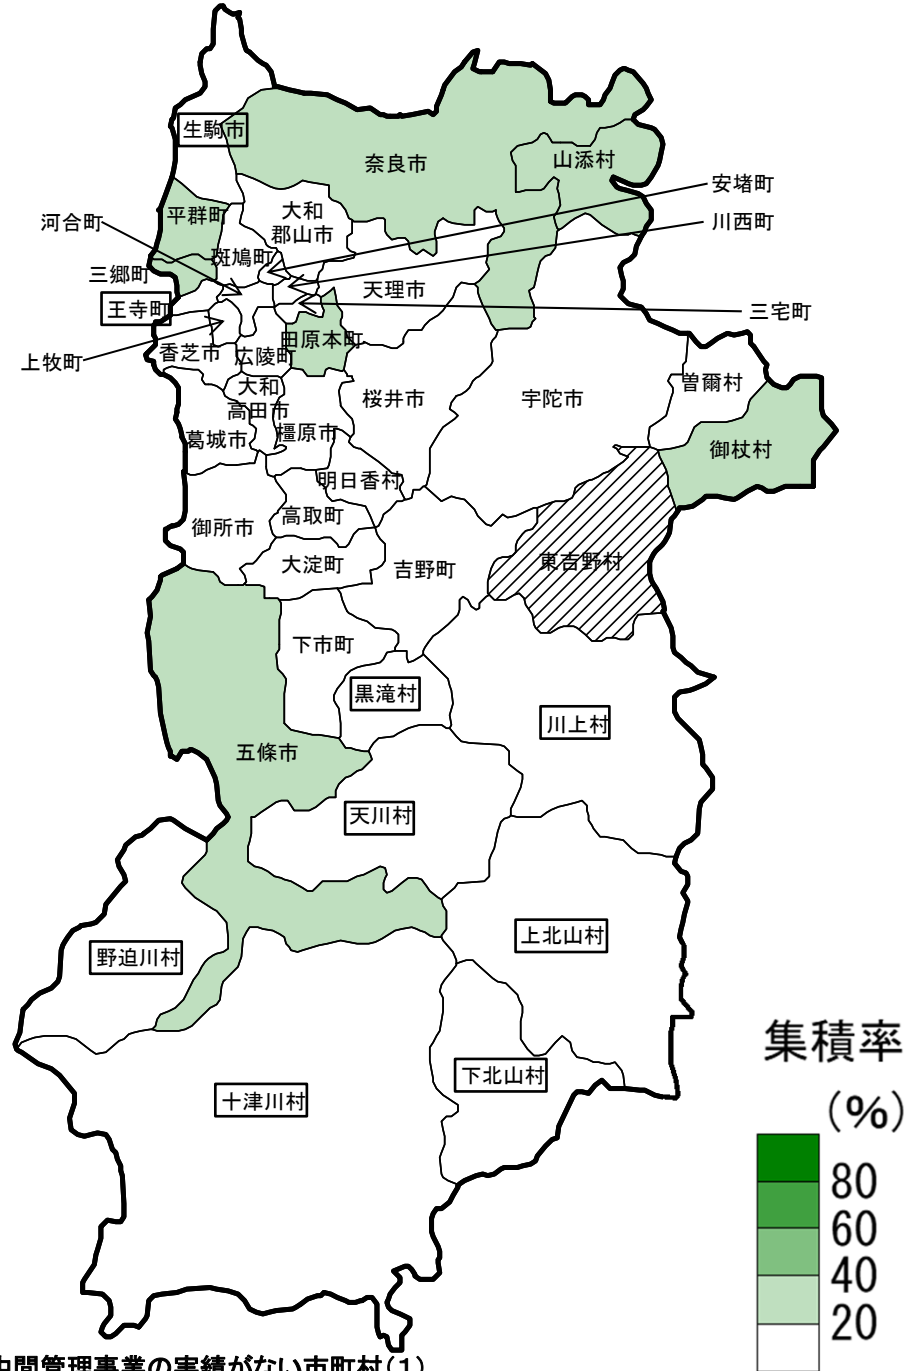 生駒市
奈良市
山添村
安堵町
平群町
大和
郡山市
河合町
川西町
斑鳩町
三郷町
天理市
王寺町
三宅町
田原本町
香芝市
広陵町
上牧町
大和
高田市
曽爾村
桜井市
宇陀市
葛城市
橿原市
御杖村
明日香村
高取町
御所市
大淀町
吉野町
東吉野村
下市町
黒滝村
川上村
五條市
天川村
上北山村
野迫川村
下北山村
十津川村
集積率
（％）
80
60
40
20
中間管理事業の実績がない市町村（1）